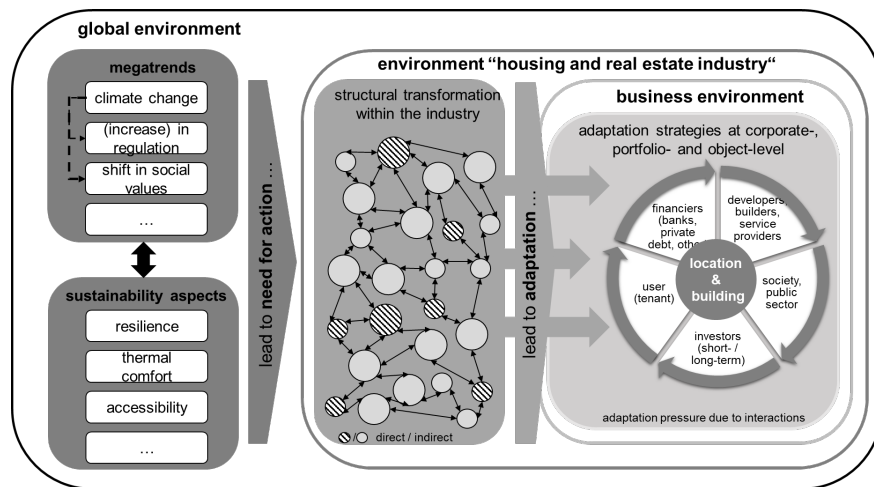 global environment
megatrends
climate change
(increase) in
regulation
shift in social
values
…
sustainability aspects
resilience
thermal
comfort
accessibility
…
lead to need for action …
environment “housing and real estate industry“
structural transformation
within the industry
/ direct / indirect
lead to adaptation …
business environment
adaptation strategies at corporate-,
portfolio- and object-level
financiers
(banks,
private
debt,
developers,
builders,
service
providers
society,
public
sector
investors
(short- /
long-term)
user
(tenant)
location
&
building
adaptation pressure due to interactions